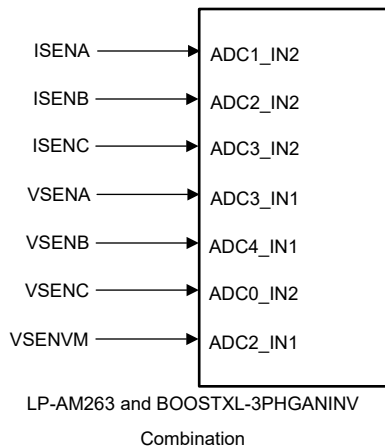 ISENA ADC1_IN2
ISENB ADC2_IN2
ISENC ADC3_IN2
VSENA ADC3_IN1
VSENB ADC4_IN1
VSENC ADC0_IN2
VSENVM ADC2_IN1
LP-AM263 and BOOSTXL-3PHGANINV
Combination